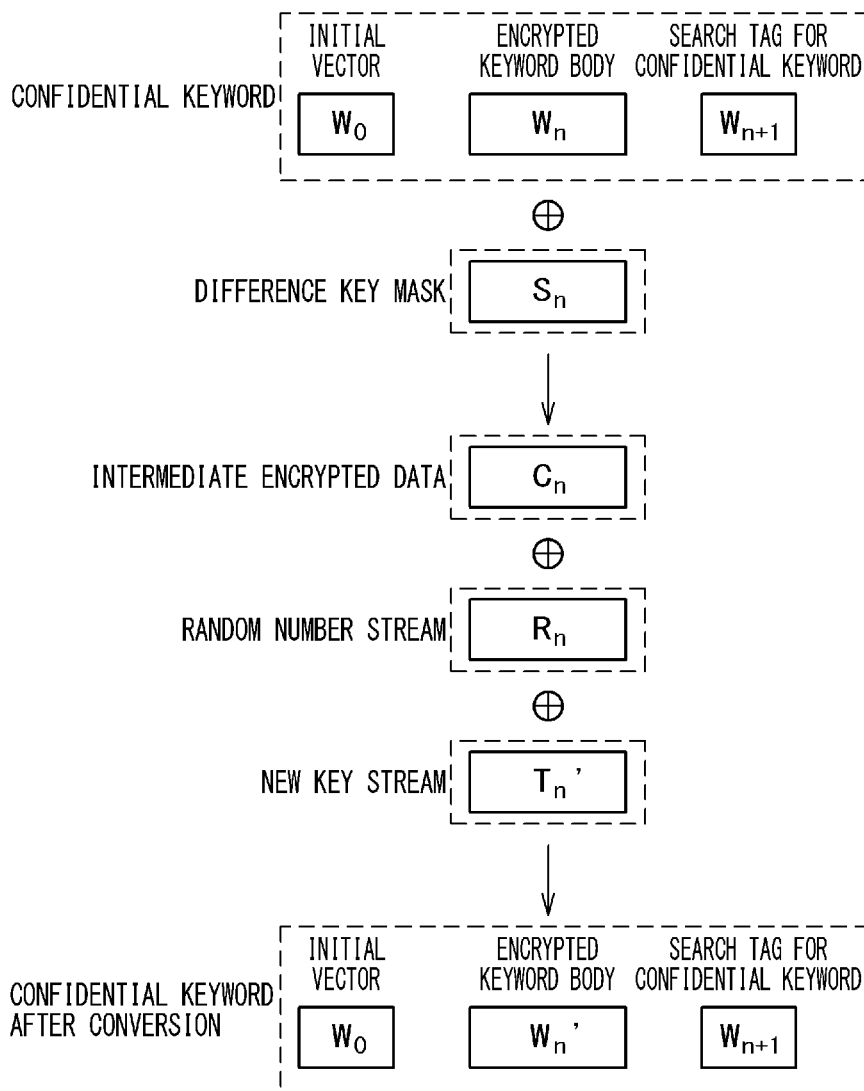 INITIAL VECTOR
ENCRYPTED KEYWORD BODY
SEARCH TAG FOR CONFIDENTIAL KEYWORD
CONFIDENTIAL KEYWORD
W₀
Wₙ
Wₙ₊₁
⊕
DIFFERENCE KEY MASK
Sₙ
INTERMEDIATE ENCRYPTED DATA
Cₙ
⊕
RANDOM NUMBER STREAM
Rₙ
⊕
NEW KEY STREAM
Tₙ'
INITIAL VECTOR
ENCRYPTED KEYWORD BODY
SEARCH TAG FOR CONFIDENTIAL KEYWORD
CONFIDENTIAL KEYWORD
AFTER CONVERSION
W₀
Wₙ'
Wₙ₊₁